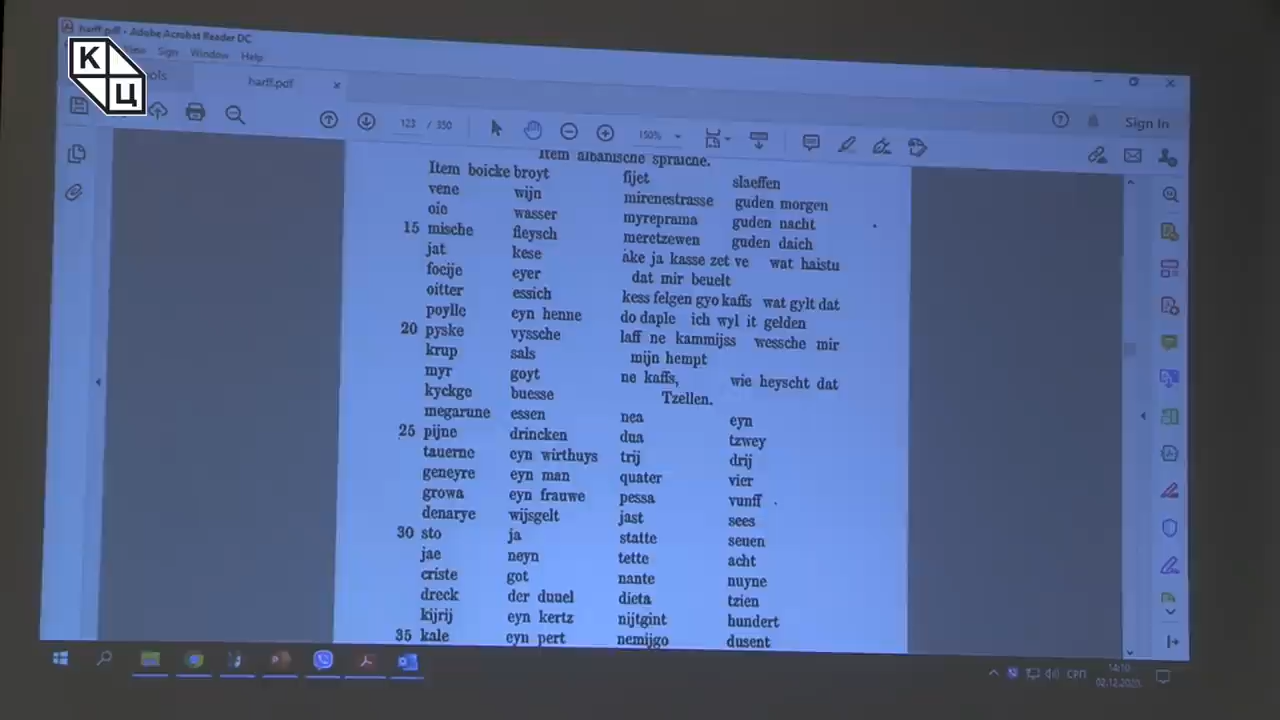 harff.pdf - Adobe Acrobat Reader DC
View Sign Window Help
К
Ц
harff.pdf
123 / 350
150%
Sign In
Item albanische spraiche.
Item boicke broyt
vene wijn
oie wasser
15 mische fleysch
jat kese
focije eyer
oitter essich
poylle eyn henne
20 pyske vyssche
krup sals
myr goyt
kyckge buesse
megarune essen
25 pijne drincken
tauerne eyn wirthuys
geneyre eyn man
growa eyn frauwe
denarye wijsgelt
30 sto ja
jae neyn
criste got
dreck der duuel
kijrij eyn kertz
35 kale eyn pert
fijet slaeffen
mirenestrasse guden morgen
myreprama guden nacht
meretzewen guden daich
ake ja kasse zet ve wat haistu
dat mir beuelt
kess felgen gyo kaffs wat gylt dat
do daple ich wyl it gelden
laff ne kammijss wessche mir
mijn hempt
ne kaffs, wie heyscht dat
Tzellen.
nea eyn
dua tzwey
trij drij
quater vier
pessa vunff
jast sees
statte seuen
tette acht
nante nuyne
dieta tzien
nijtgint hundert
nemijgo dusent
СРП
14:10
02.12.2020.